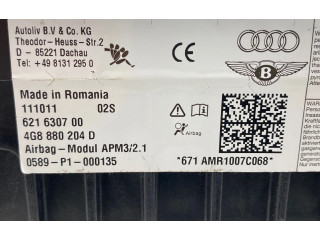 Autoliv B.V & Co. KG
Theodor-Heuss-Str.2
D - 85221 Dachau
Tel: +49 8131 295 0
CE
B
Made in Romania
111011 02S
621 6307 00
4G8 880 204 D
Airbag
Airbag-Modul APM3/2.1
0589-P1-000135
*671 AMR1007C068*